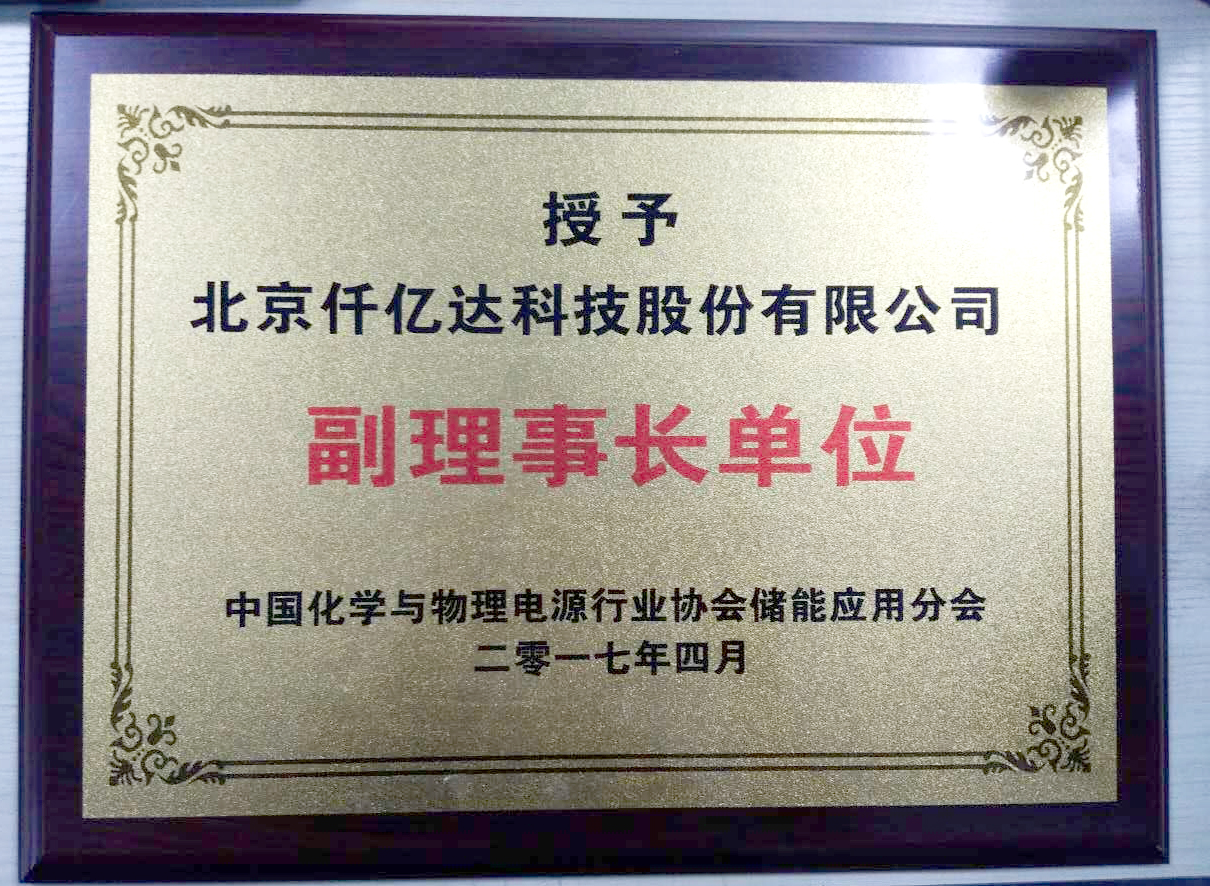 授予
北京仟亿达科技股份有限公司
副理事长单位
中国化学与物理电源行业协会储能应用分会
二零一七年四月